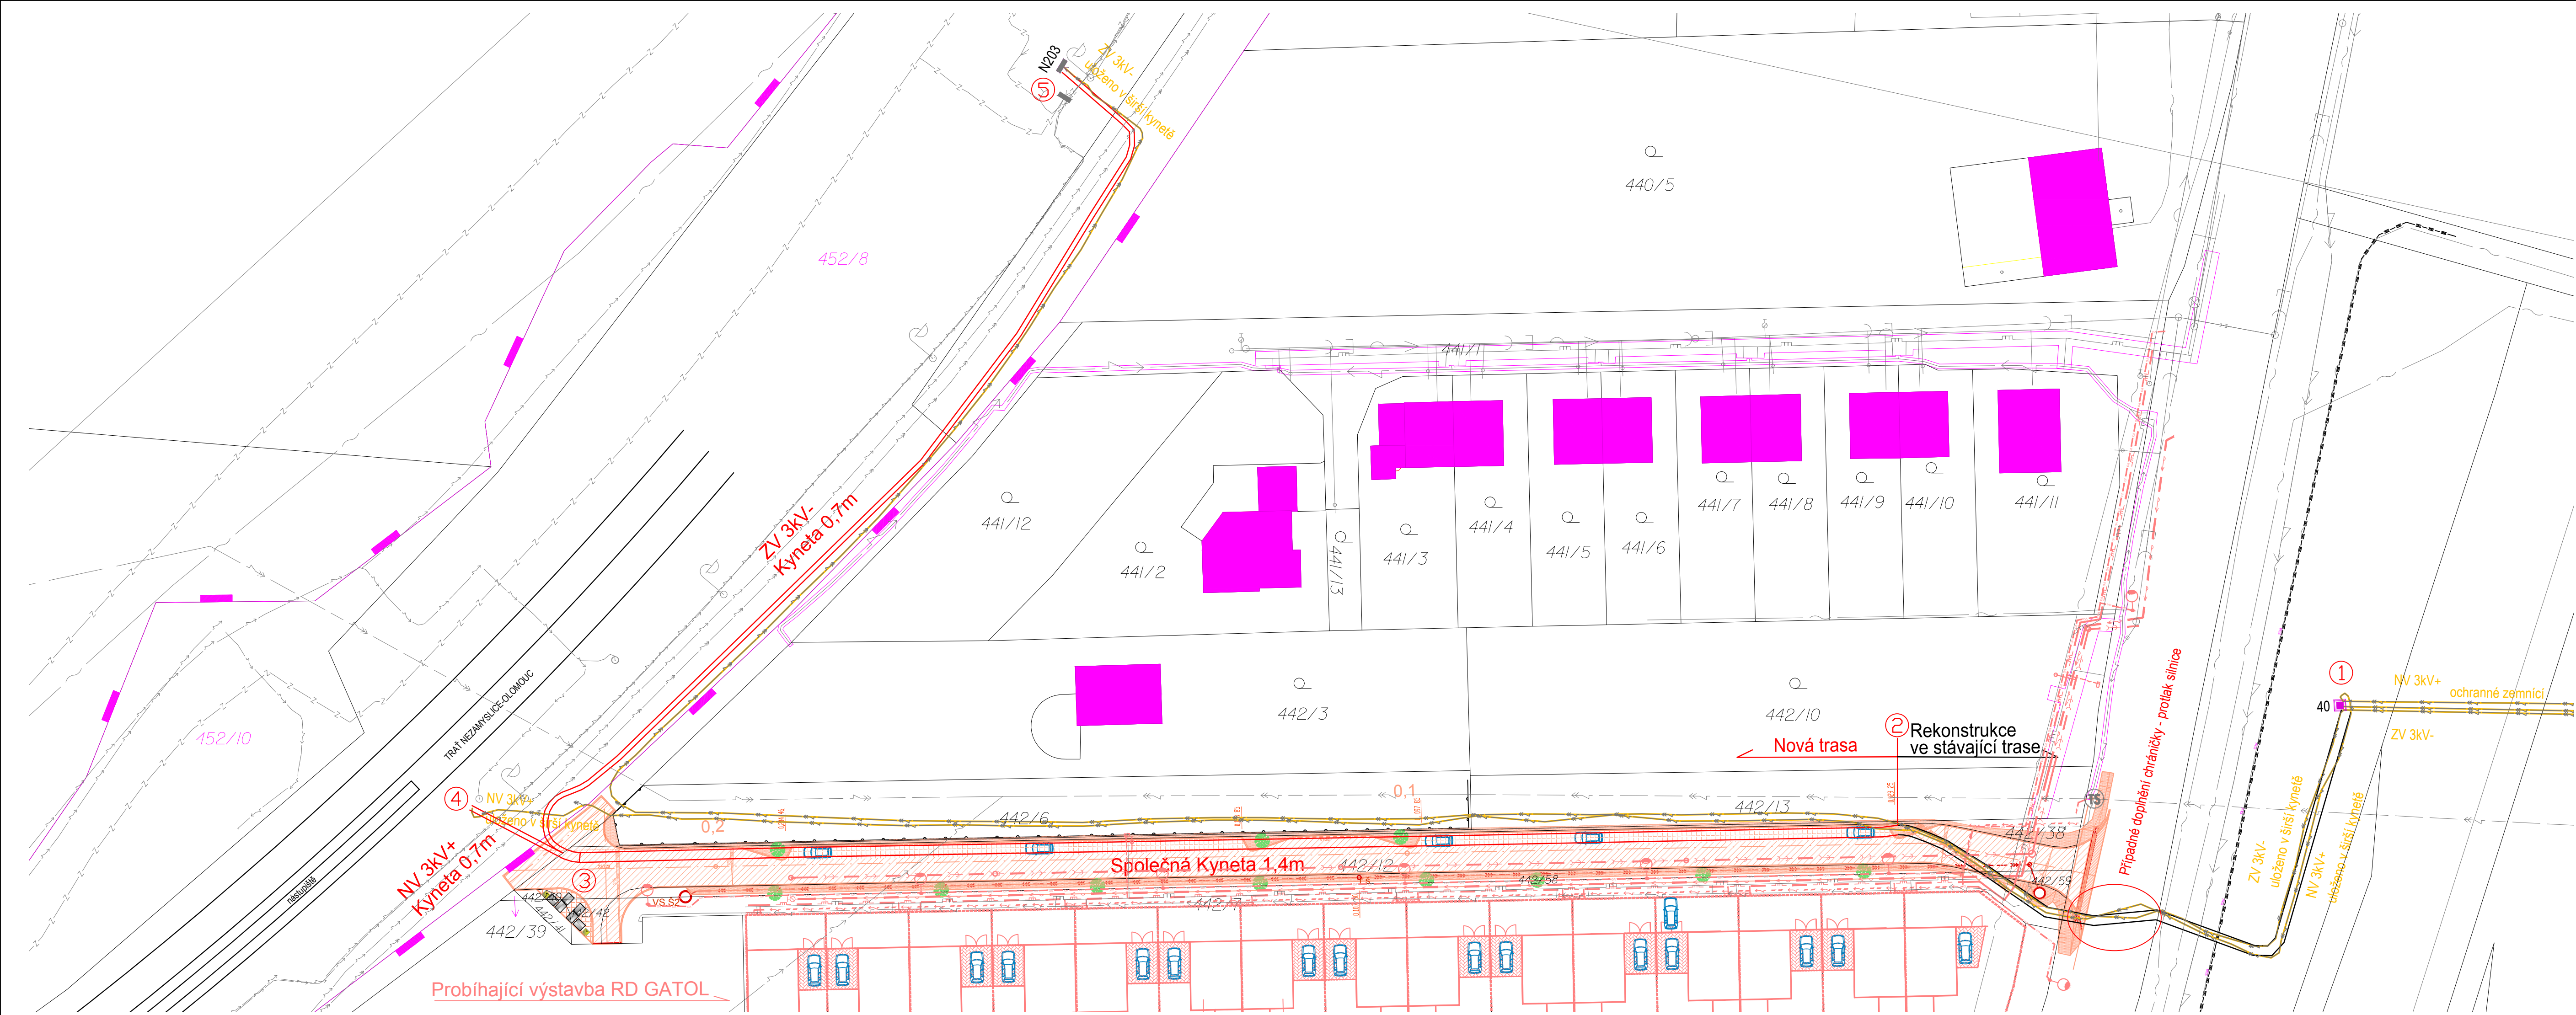 N203
5
ZV 3kV-
uloženo v širší kynetě
440/5
452/8
441/1
ZV 3kV-
Kyneta 0,7m
441/12
441/2
441/13
441/3
441/4
441/5
441/6
441/7
441/8
441/9
441/10
441/11
TRAŤ NEZAMYSLICE-OLOMOUC
452/10
442/3
442/10
2
Rekonstrukce
ve stávající trase
Nová trasa
Případné doplnění chráničky - protlak silnice
1
40
NV 3kV+
ochranné zemnící
ZV 3kV-
4
NV 3kV+
uloženo v širší kynetě
0,2
0,1
442/6
442/13
TS
442/38
NV 3kV+
Kyneta 0,7m
Společná Kyneta 1,4m
442/12
3
nástupiště
442/42
442/41
442/39
442/7
442/59
ZV 3kV-
uloženo v širší kynetě
NV 3kV+
uloženo v širší kynetě
Probíhající výstavba RD GATOL